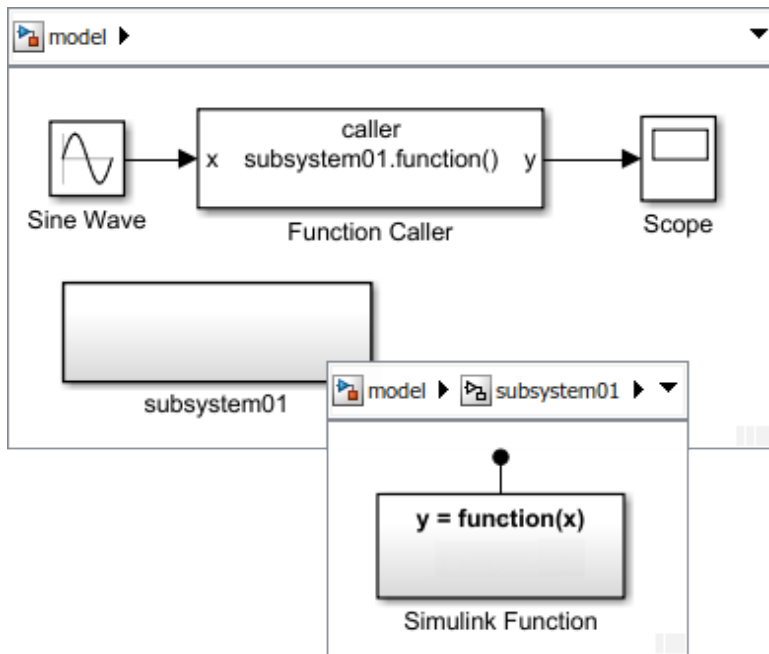 model
caller
x subsystem01.function() y
Sine Wave
Function Caller
Scope
subsystem01
model subsystem01
y = function(x)
Simulink Function